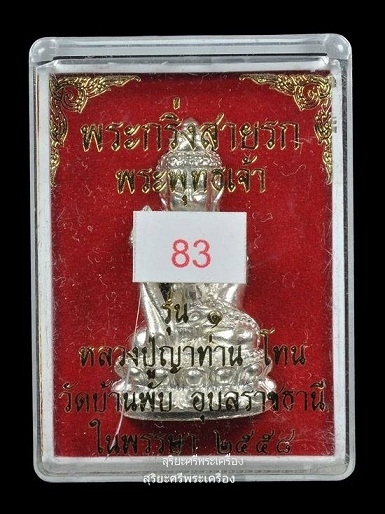 พระกริ่งสายรก
พระพุทธเจ้า
83
รุ่น ๑
หลวงปู่ญาท่าน โทน
วัดบ้านพับ อุบลราชธานี
ในพรรษา ๒๕๕๘
สุริยะศรีพระเครื่อง
สุริยะศรีพระเครื่อง